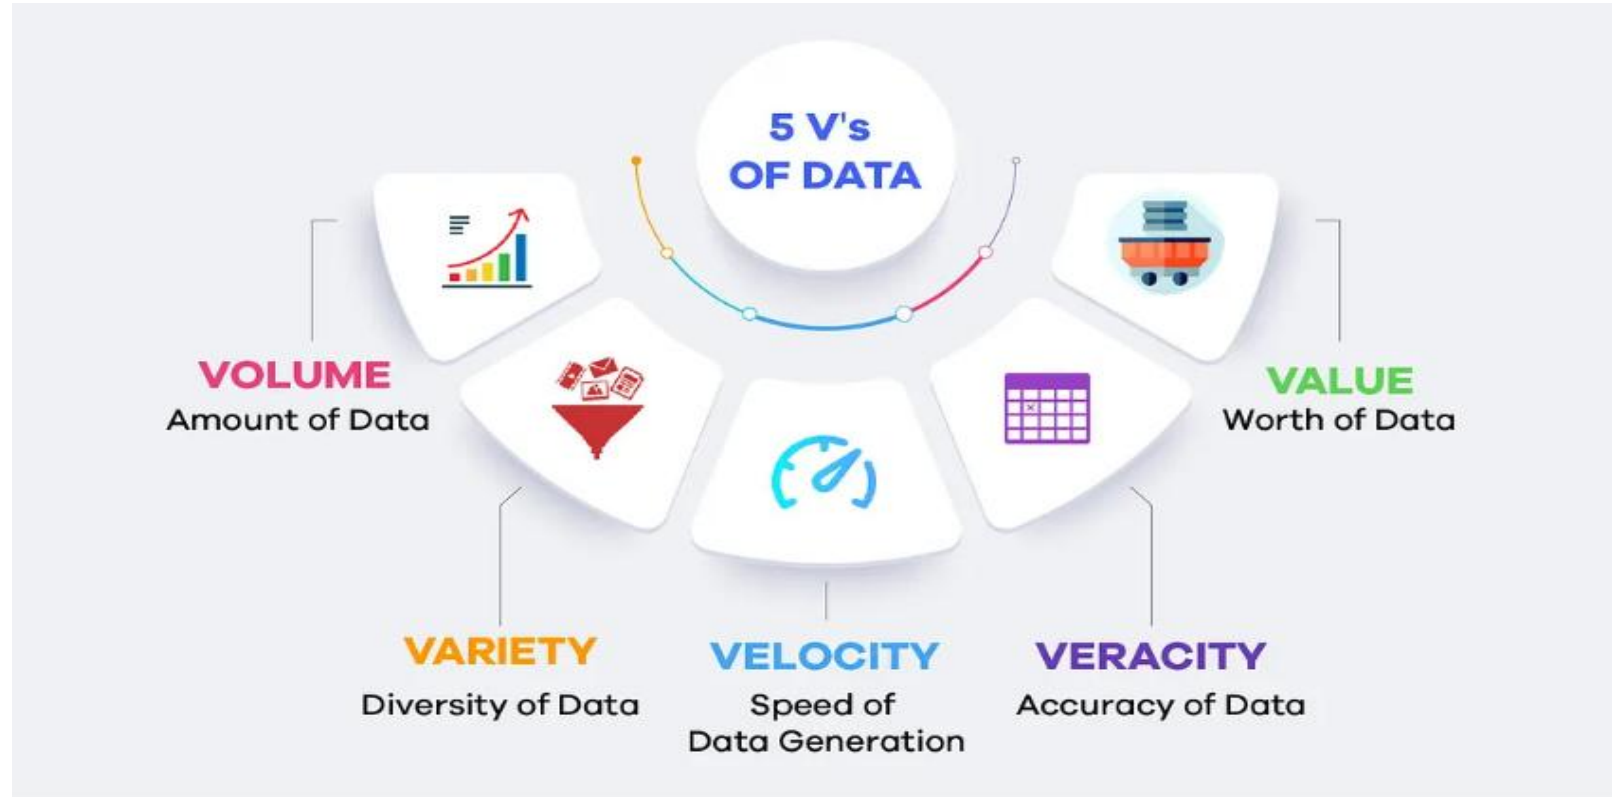 5 V's
OF DATA
VOLUME
Amount of Data
VARIETY
Diversity of Data
VELOCITY
Speed of
Data Generation
VERACITY
Accuracy of Data
VALUE
Worth of Data